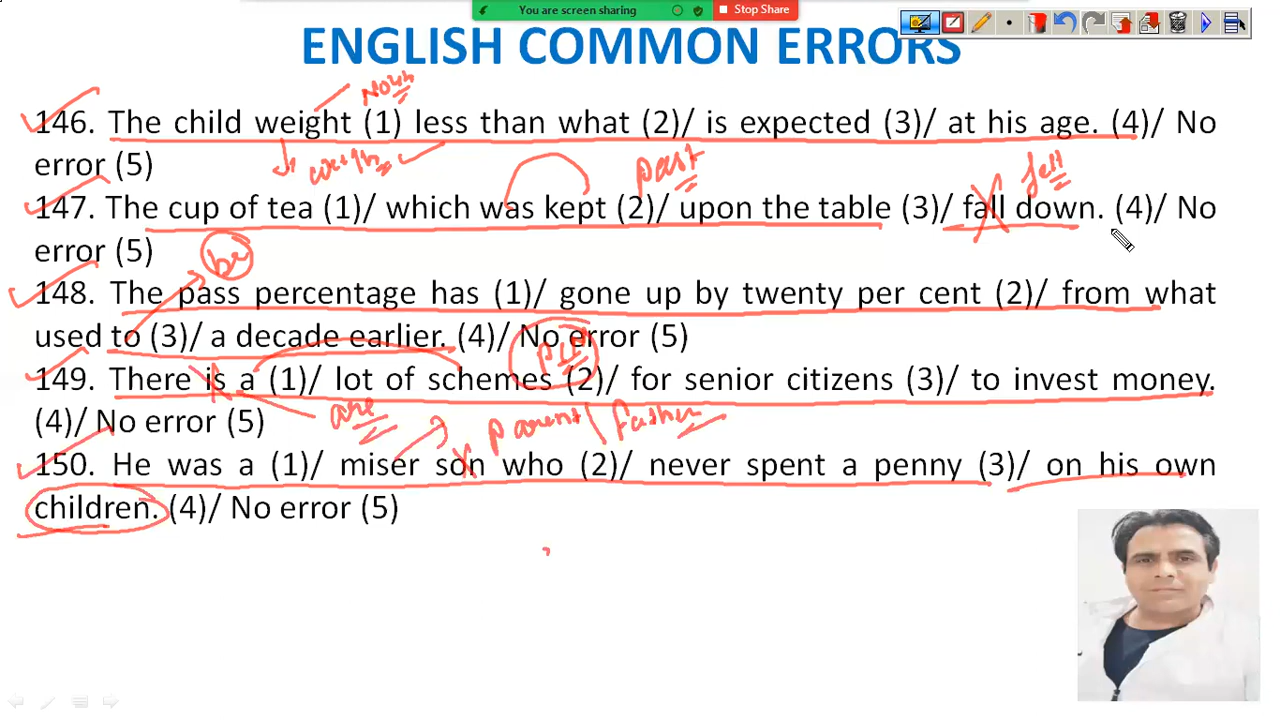 You are screen sharing
Stop Share
ENGLISH COMMON ERRORS
Noun
146. The child weight (1) less than what (2)/ is expected (3)/ at his age. (4)/ No
error (5)
past
fell
147. The cup of tea (1)/ which was kept (2)/ upon the table (3)/ fall down. (4)/ No
error (5)
be
148. The pass percentage has (1)/ gone up by twenty per cent (2)/ from what
used to (3)/ a decade earlier. (4)/ No error (5)
149. There is a (1)/ lot of schemes (2)/ for senior citizens (3)/ to invest money.
(4)/ No error (5)
are
parent / father
150. He was a (1)/ miser son who (2)/ never spent a penny (3)/ on his own
children. (4)/ No error (5)